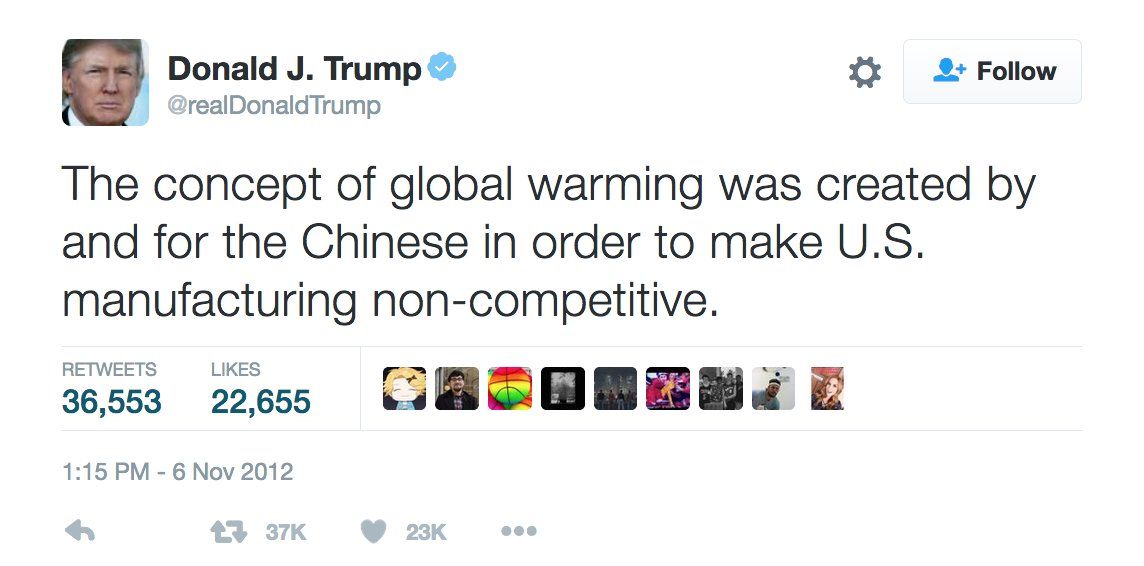 Donald J. Trump
@realDonaldTrump
Follow
The concept of global warming was created by
and for the Chinese in order to make U.S.
manufacturing non-competitive.
RETWEETS LIKES
36,553 22,655
1:15 PM - 6 Nov 2012
37K 23K